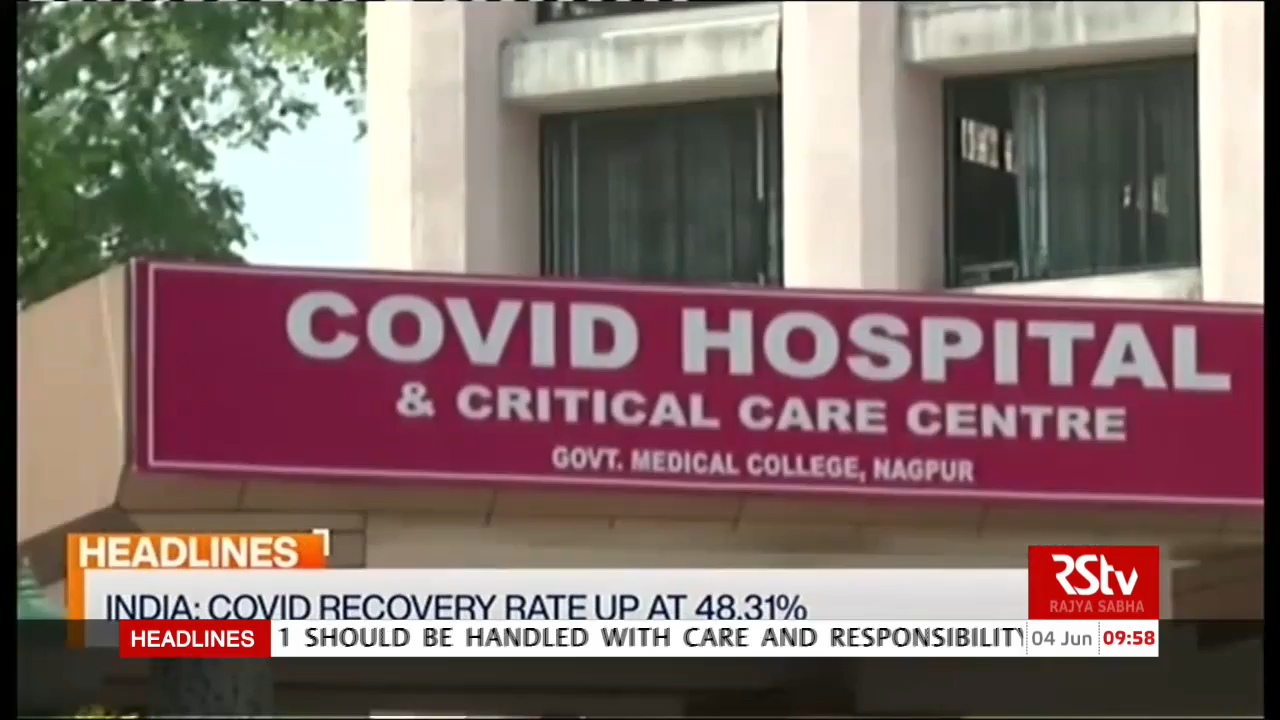 COVID HOSPITAL
& CRITICAL CARE CENTRE
GOVT. MEDICAL COLLEGE, NAGPUR
HEADLINES
INDIA: COVID RECOVERY RATE UP AT 48.31%
RStv
RAJYA SABHA
HEADLINES 1 SHOULD BE HANDLED WITH CARE AND RESPONSIBILITY 04 Jun 09:58